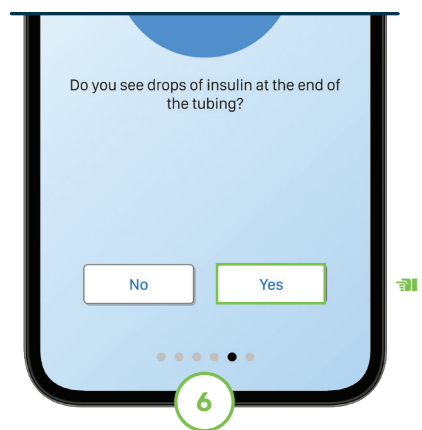 Do you see drops of insulin at the end of
the tubing?
No
Yes
6